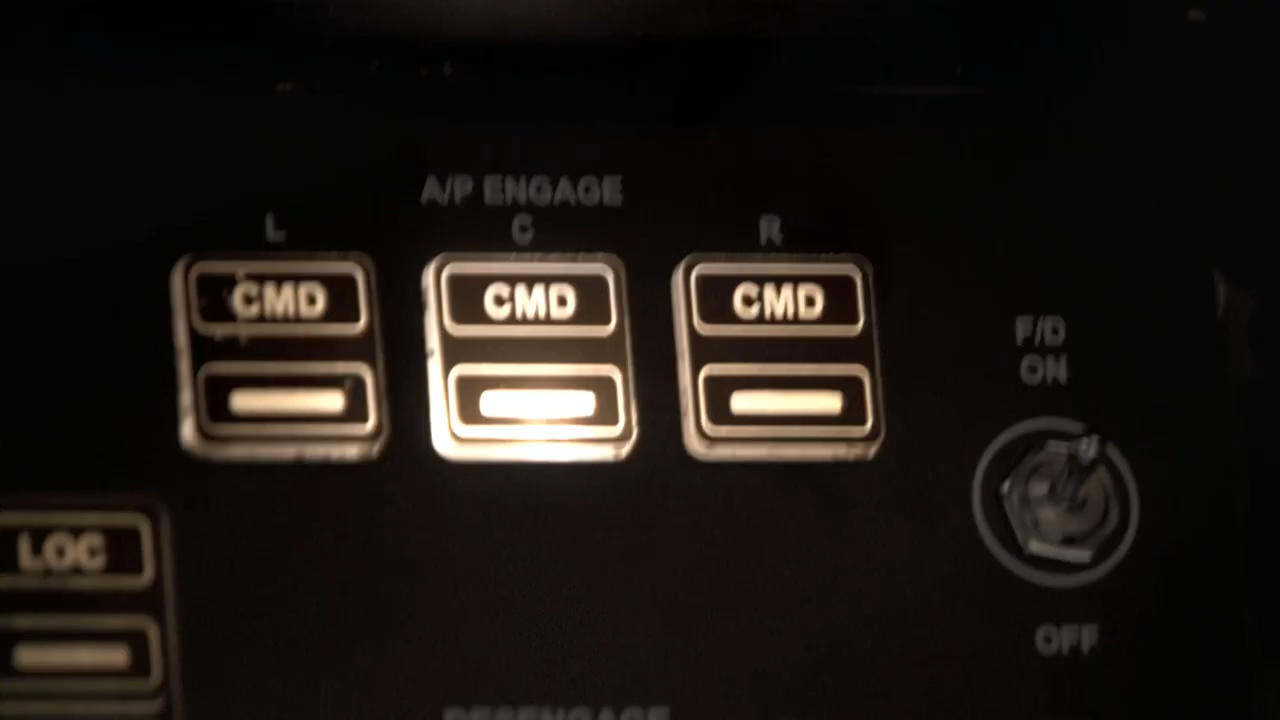 A/P ENGAGE
L C R
CMD CMD CMD
F/D
ON
LOC
OFF